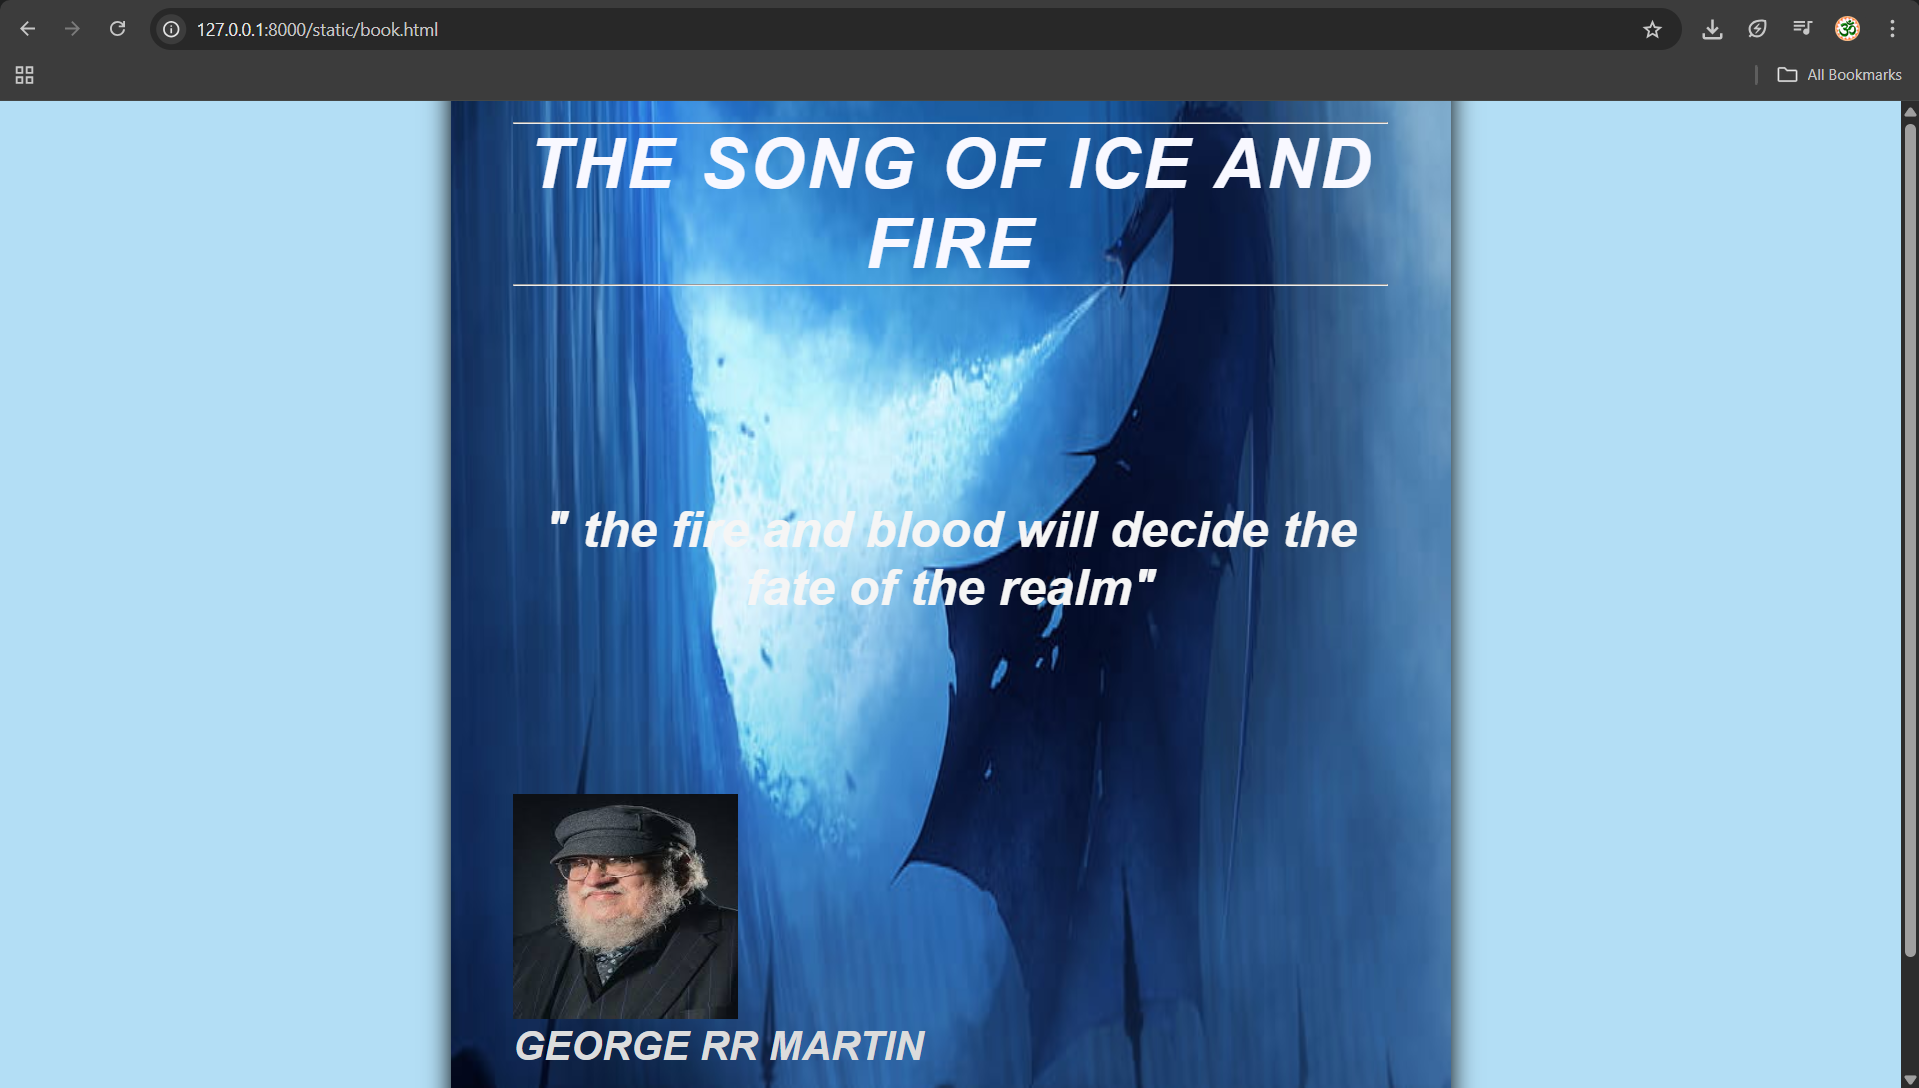 127.0.0.1:8000/static/book.html
All Bookmarks
THE SONG OF ICE AND
FIRE
" the fire and blood will decide the
fate of the realm"
GEORGE RR MARTIN